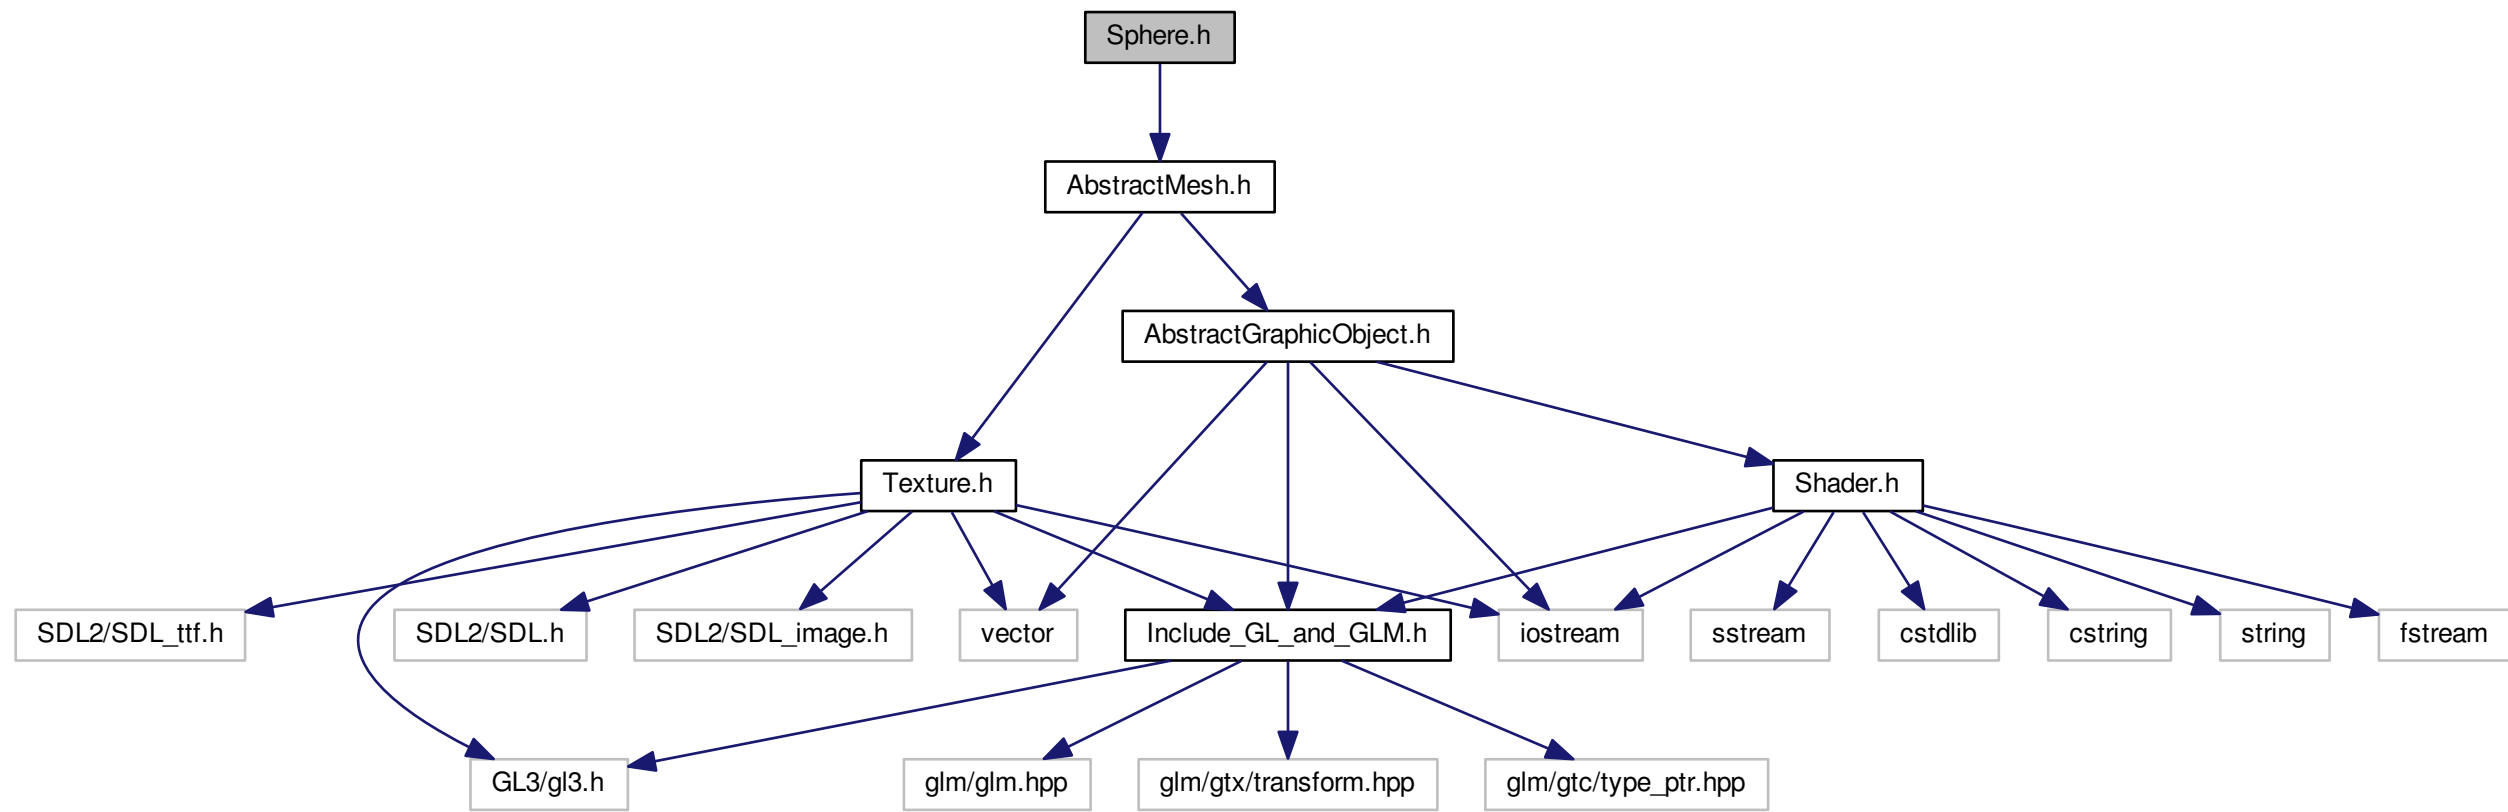 Sphere.h
AbstractMesh.h
AbstractGraphicObject.h
Texture.h
Shader.h
SDL2/SDL_ttf.h
SDL2/SDL.h
SDL2/SDL_image.h
vector
Include_GL_and_GLM.h
iostream
sstream
cstdlib
cstring
string
fstream
GL3/gl3.h
glm/glm.hpp
glm/gtx/transform.hpp
glm/gtc/type_ptr.hpp